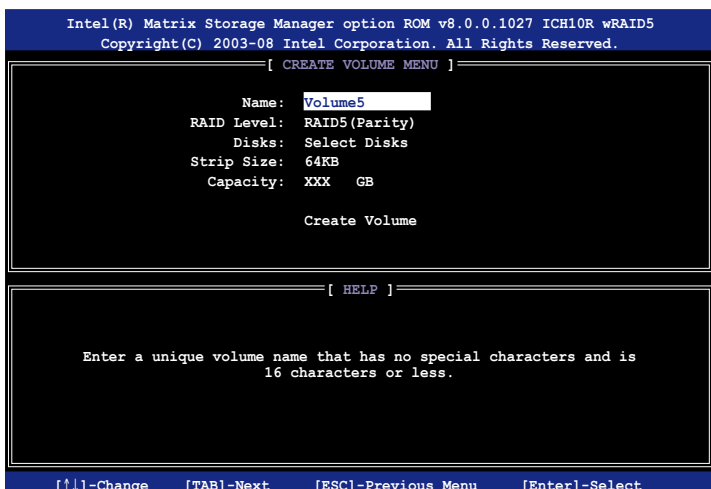 Intel(R) Matrix Storage Manager option ROM v8.0.0.1027 ICH10R wRAID5
Copyright(C) 2003-08 Intel Corporation. All Rights Reserved.
[ CREATE VOLUME MENU ]
Name: Volume5
RAID Level: RAID5(Parity)
Disks: Select Disks
Strip Size: 64KB
Capacity: XXX GB
Create Volume
[ HELP ]
Enter a unique volume name that has no special characters and is
16 characters or less.
[↑↓]-Change [TAB]-Next [ESC]-Previous Menu [Enter]-Select